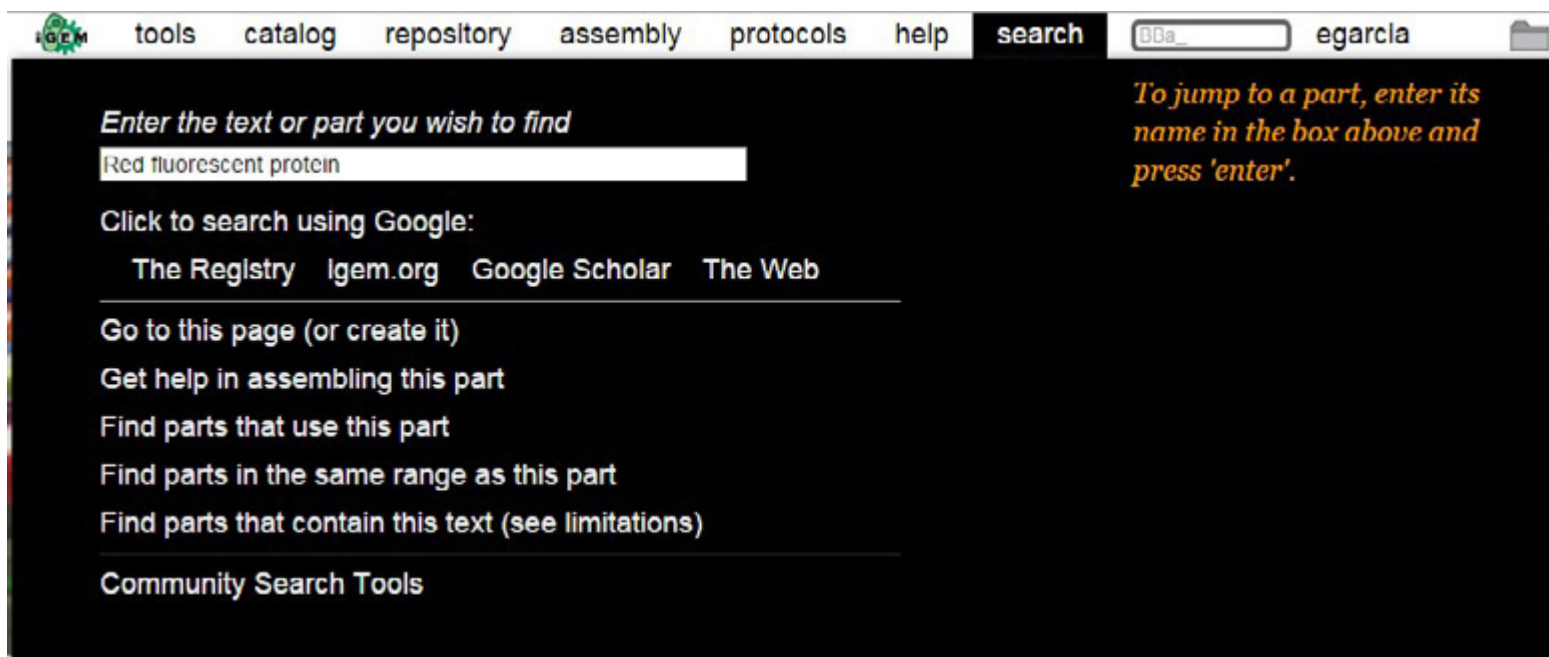 iGEM tools catalog repository assembly protocols help search BBa_ egarcia
To jump to a part, enter its
name in the box above and
press 'enter'.
Enter the text or part you wish to find
Red fluorescent protein
Click to search using Google:
The Registry Igem.org Google Scholar The Web
Go to this page (or create it)
Get help in assembling this part
Find parts that use this part
Find parts in the same range as this part
Find parts that contain this text (see limitations)
Community Search Tools